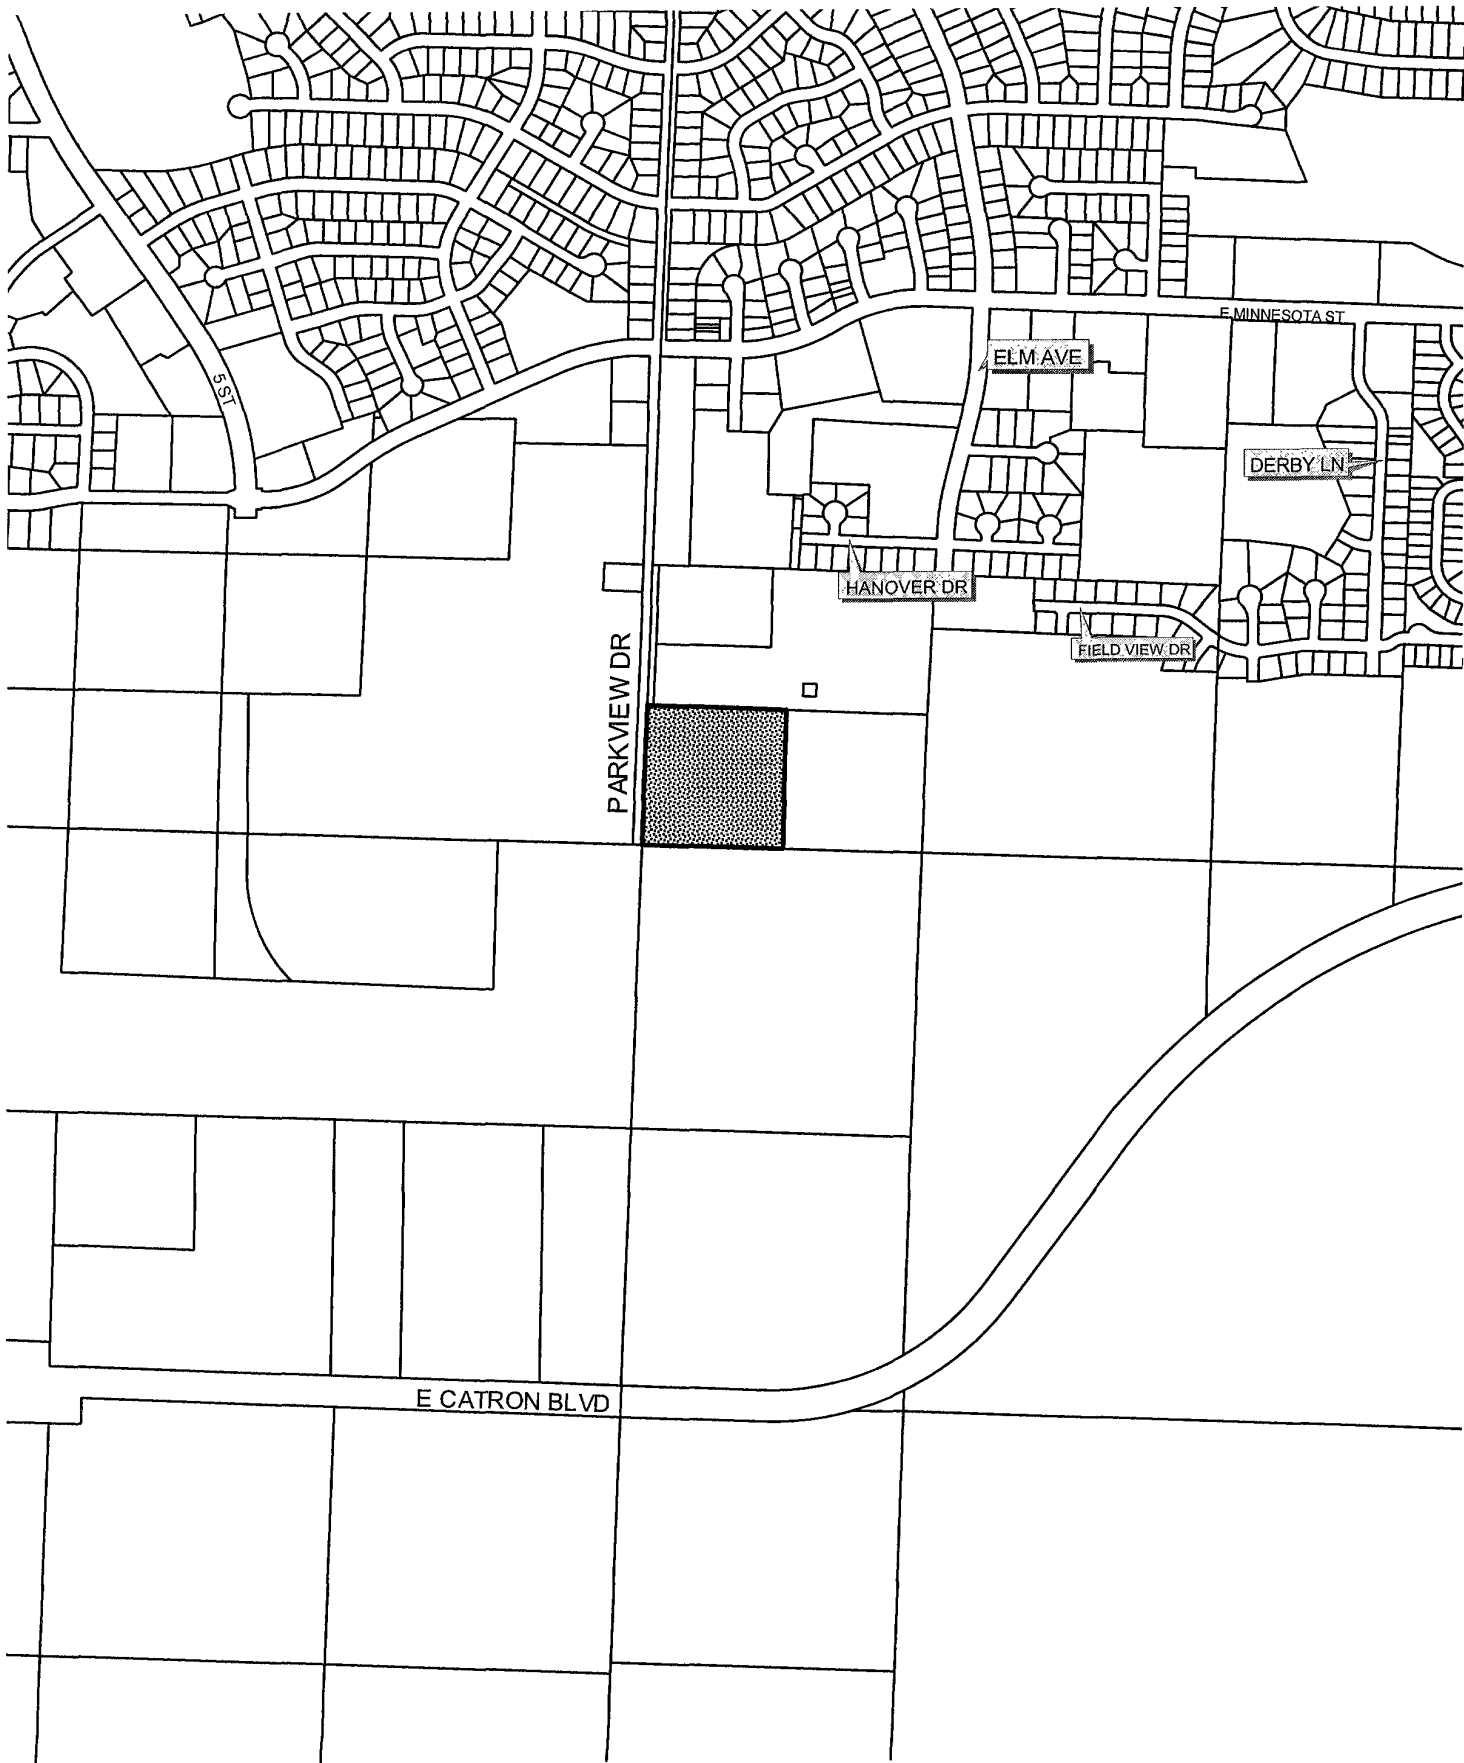 E MINNESOTA ST
ELM AVE
5 ST
DERBY LN
HANOVER DR
FIELD VIEW DR
PARKVIEW DR
E CATRON BLVD